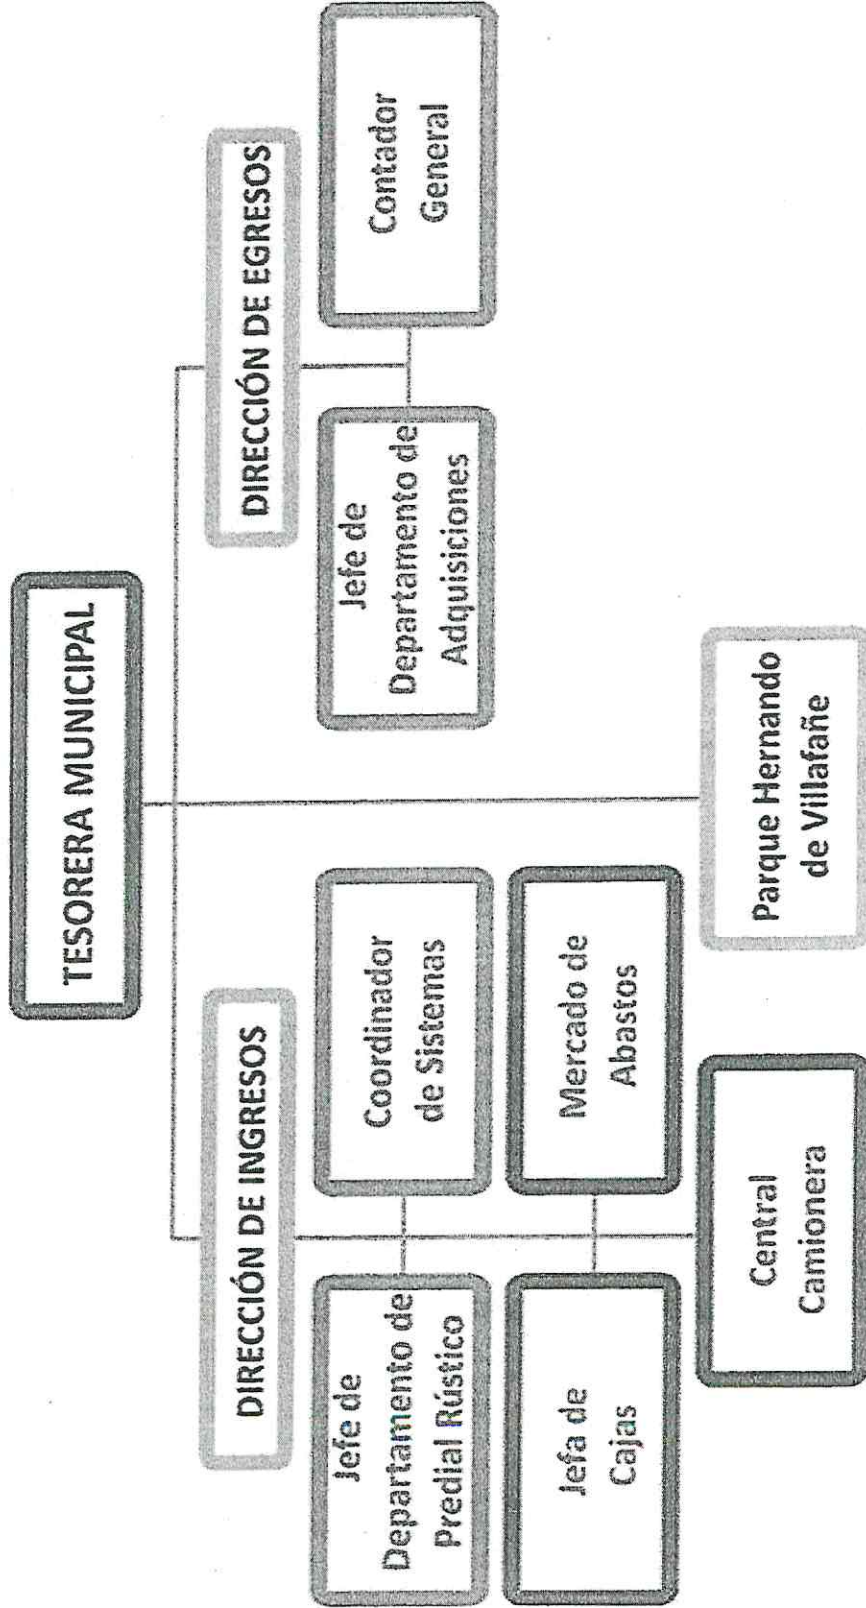 TESORERA MUNICIPAL
DIRECCIÓN DE INGRESOS
DIRECCIÓN DE EGRESOS
Jefe de
Departamento de
Predial Rústico
Coordinador
de Sistemas
Jefe de
Departamento de
Adquisiciones
Contador
General
Jefa de
Cajas
Mercado de
Abastos
Central
Camionera
Parque Hernando
de Villafañe